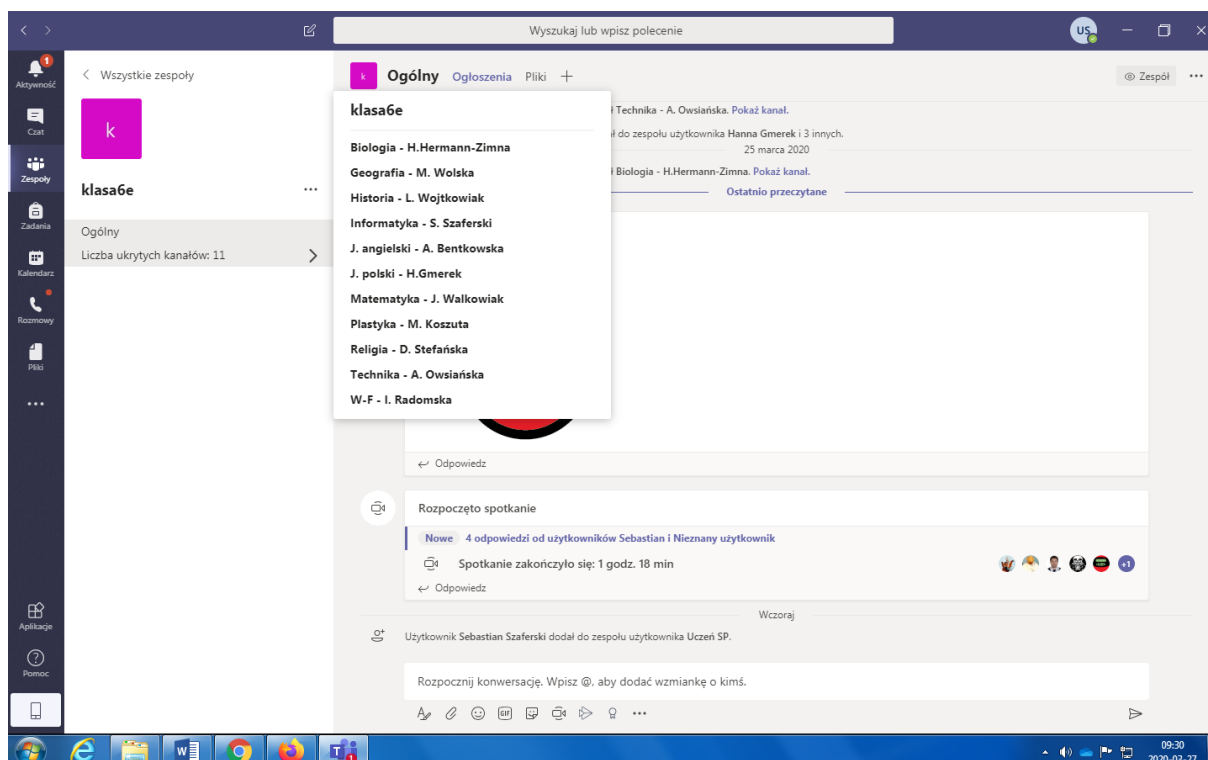 Wyszukaj lub wpisz polecenie
US
1
Aktywność
Czat
Zespoły
Zadania
Kalendarz
Rozmowy
Pliki
Aplikacje
Pomoc
Wszystkie zespoły
k
klasa6e
Ogólny
Liczba ukrytych kanałów: 11
k Ogólny Ogłoszenia Pliki
Zespół
klasa6e
Biologia - H.Hermann-Zimna
Geografia - M. Wolska
Historia - L. Wojtkowiak
Informatyka - S. Szaferski
J. angielski - A. Bentkowska
J. polski - H.Gmerek
Matematyka - J. Walkowiak
Plastyka - M. Koszuta
Religia - D. Stefańska
Technika - A. Owsiańska
W-F - I. Radomska
Technika - A. Owsiańska. Pokaż kanał.
do zespołu użytkownika Hanna Gmerek i 3 innych.
25 marca 2020
Biologia - H.Hermann-Zimna. Pokaż kanał.
Ostatnio przeczytane
Odpowiedz
Rozpoczęto spotkanie
Nowe 4 odpowiedzi od użytkowników Sebastian i Nieznany użytkownik
Spotkanie zakończyło się: 1 godz. 18 min
+1
Odpowiedz
Wczoraj
Użytkownik Sebastian Szaferski dodał do zespołu użytkownika Uczeń SP.
Rozpocznij konwersację. Wpisz @, aby dodać wzmiankę o kimś.
GIF
09:30
2020-03-27